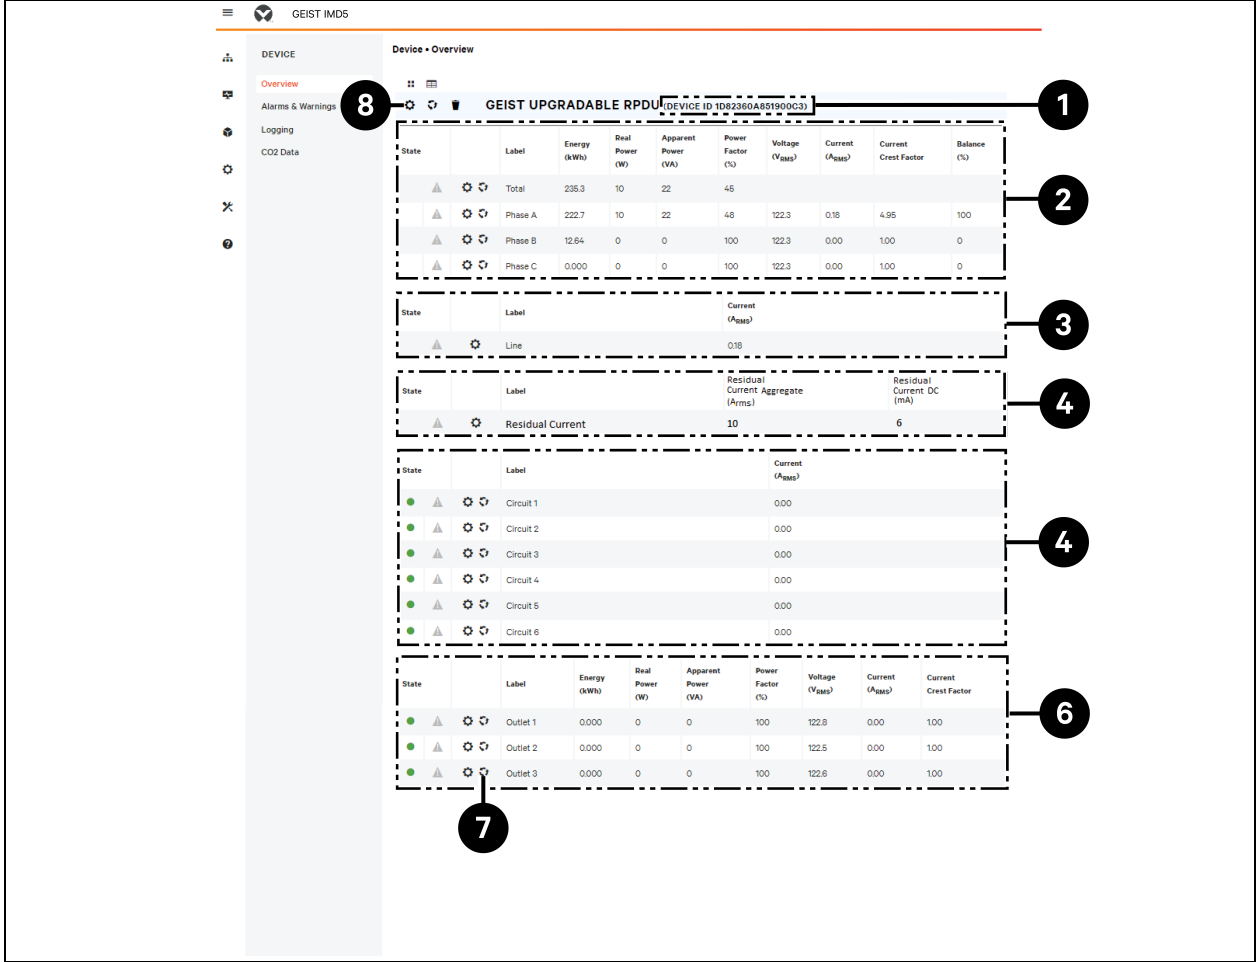 GEIST IMD5
DEVICE
Overview
Alarms & Warnings
Logging
CO2 Data
Device • Overview
8
GEIST UPGRADABLE RPDU (DEVICE ID 1D82360A851900C3)
1
State Label Energy (kWh) Real Power (W) Apparent Power (VA) Power Factor (%) Voltage (VRMS) Current (ARMS) Current Crest Factor Balance (%)
Total 235.3 10 22 45
Phase A 222.7 10 22 48 122.3 0.18 4.95 100
Phase B 12.64 0 0 100 122.3 0.00 1.00 0
Phase C 0.000 0 0 100 122.3 0.00 1.00 0
2
State Label Current (ARMS)
Line 0.18
3
State Label Residual Current Aggregate (Arms) Residual Current DC (mA)
Residual Current 10 6
4
State Label Current (ARMS)
Circuit 1 0.00
Circuit 2 0.00
Circuit 3 0.00
Circuit 4 0.00
Circuit 5 0.00
Circuit 6 0.00
4
State Label Energy (kWh) Real Power (W) Apparent Power (VA) Power Factor (%) Voltage (VRMS) Current (ARMS) Current Crest Factor
Outlet 1 0.000 0 0 100 122.8 0.00 1.00
Outlet 2 0.000 0 0 100 122.5 0.00 1.00
Outlet 3 0.000 0 0 100 122.6 0.00 1.00
6
7